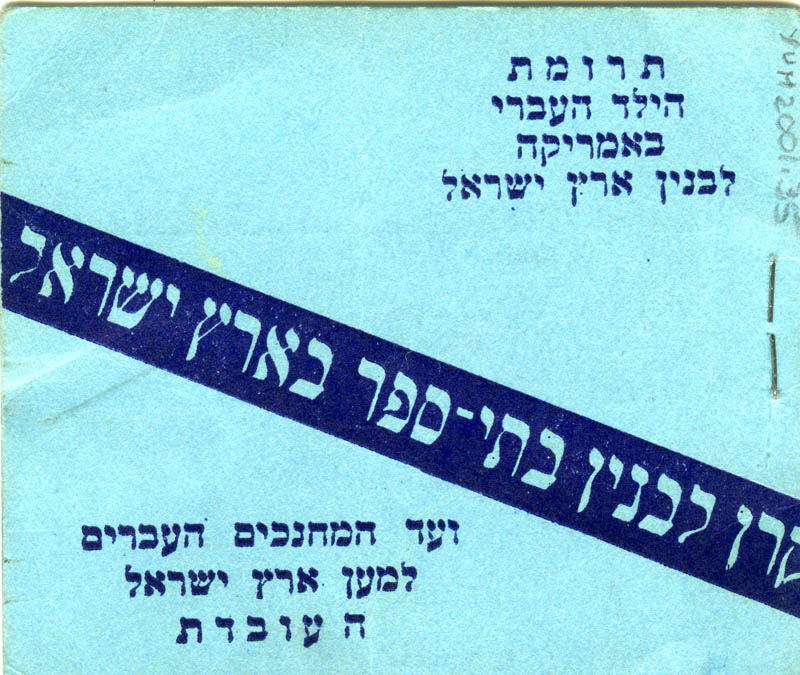 תרומת
הילד העברי
באמריקה
לבנין ארץ ישראל
קרן לבנין בתי-ספר בארץ ישראל
ועד המחנכים העברים
למען ארץ ישראל
העובדת
YUM2001.35